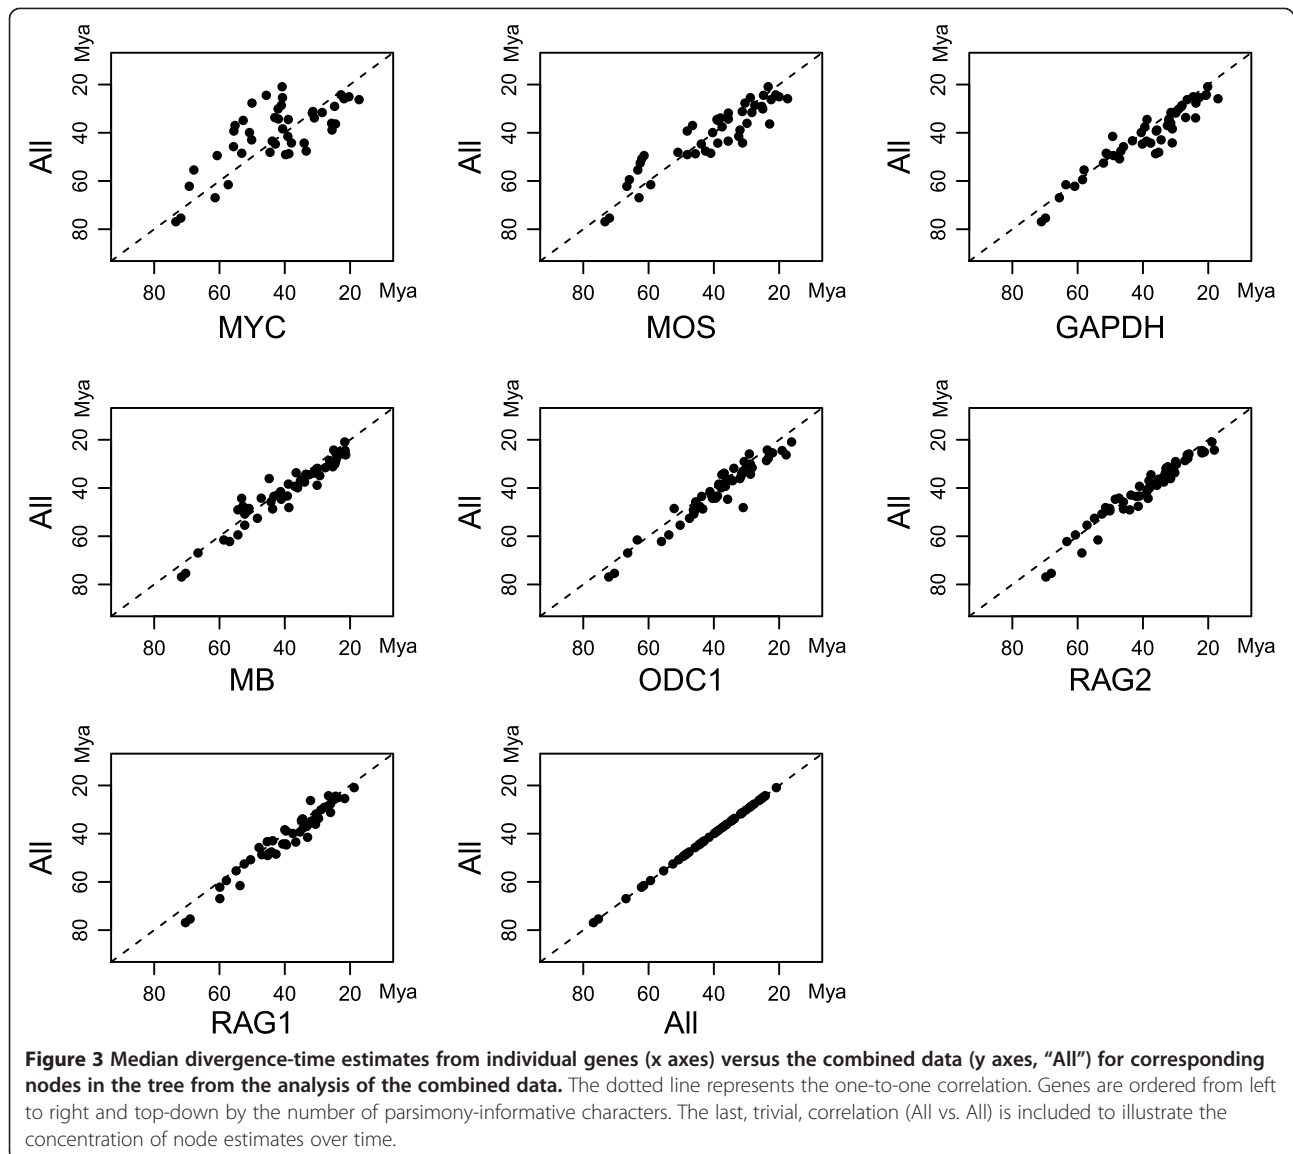 Mya
20
40
60
80
All
80 60 40 20 Mya
MYC
Mya
20
40
60
80
All
80 60 40 20 Mya
MOS
Mya
20
40
60
80
All
80 60 40 20 Mya
GAPDH
Mya
20
40
60
80
All
80 60 40 20 Mya
MB
Mya
20
40
60
80
All
80 60 40 20 Mya
ODC1
Mya
20
40
60
80
All
80 60 40 20 Mya
RAG2
Mya
20
40
60
80
All
80 60 40 20 Mya
RAG1
Mya
20
40
60
80
All
80 60 40 20 Mya
All
Figure 3 Median divergence-time estimates from individual genes (x axes) versus the combined data (y axes, “All”) for corresponding
nodes in the tree from the analysis of the combined data. The dotted line represents the one-to-one correlation. Genes are ordered from left
to right and top-down by the number of parsimony-informative characters. The last, trivial, correlation (All vs. All) is included to illustrate the
concentration of node estimates over time.